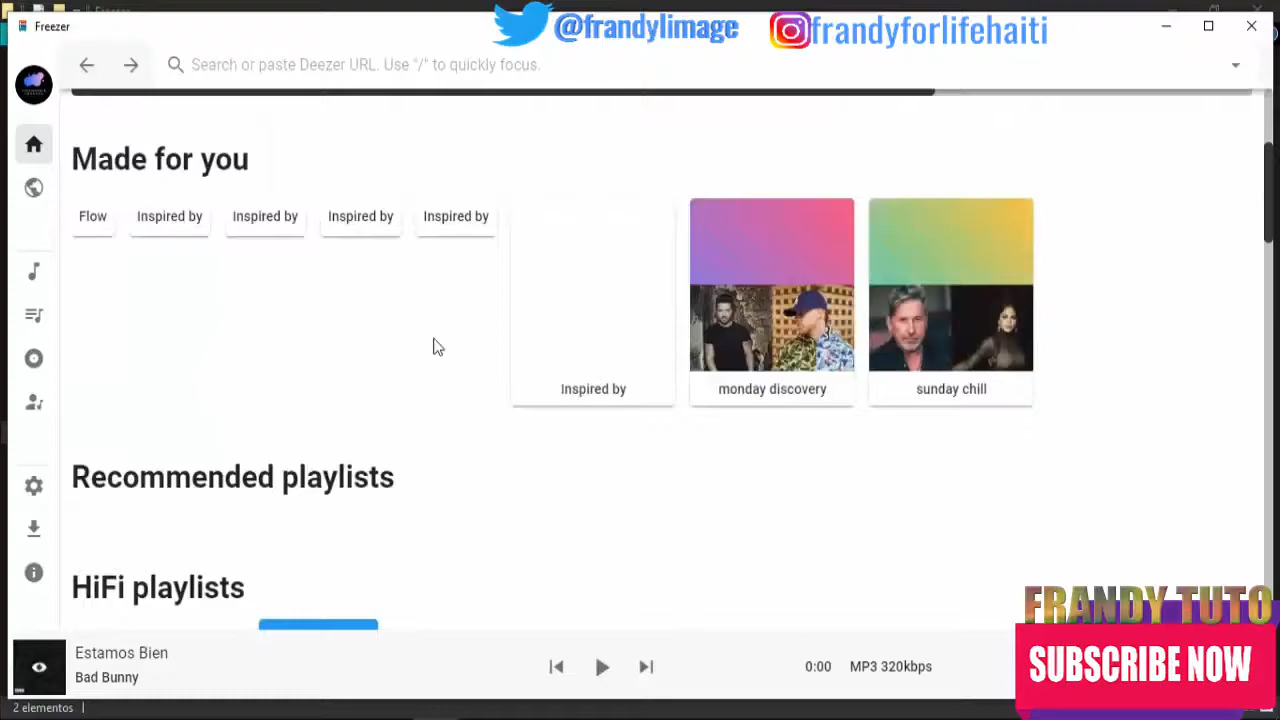 Freezer
@frandylimage
frandyforlifehaiti
Search or paste Deezer URL. Use "/" to quickly focus.
Made for you
Flow
Inspired by
Inspired by
Inspired by
Inspired by
Inspired by
monday discovery
sunday chill
Recommended playlists
HiFi playlists
Estamos Bien
Bad Bunny
0:00
MP3 320kbps
FRANDY TUTO
SUBSCRIBE NOW
2 elementos